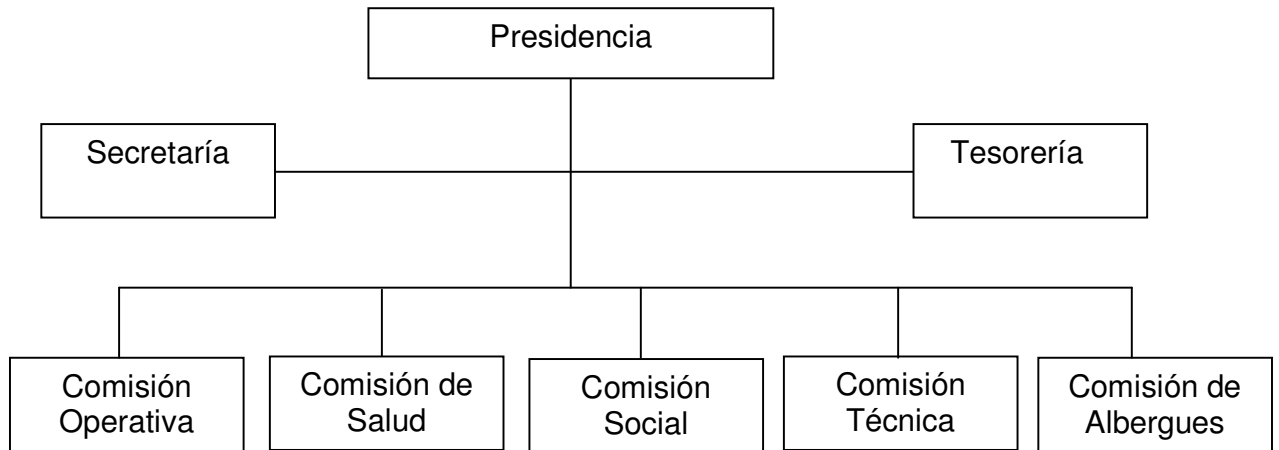 Presidencia
Secretaría
Tesorería
Comisión
Operativa
Comisión de
Salud
Comisión
Social
Comisión
Técnica
Comisión de
Albergues